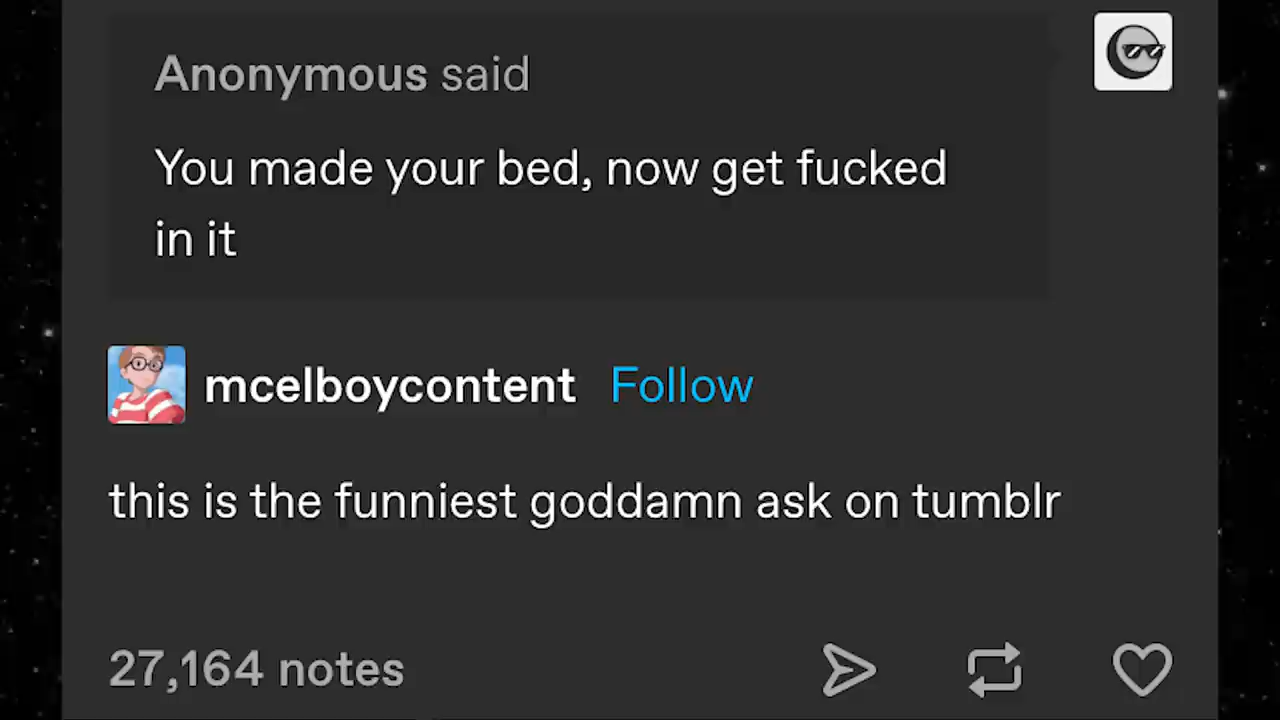 Anonymous said
You made your bed, now get fucked
in it
mcelboycontent Follow
this is the funniest goddamn ask on tumblr
27,164 notes